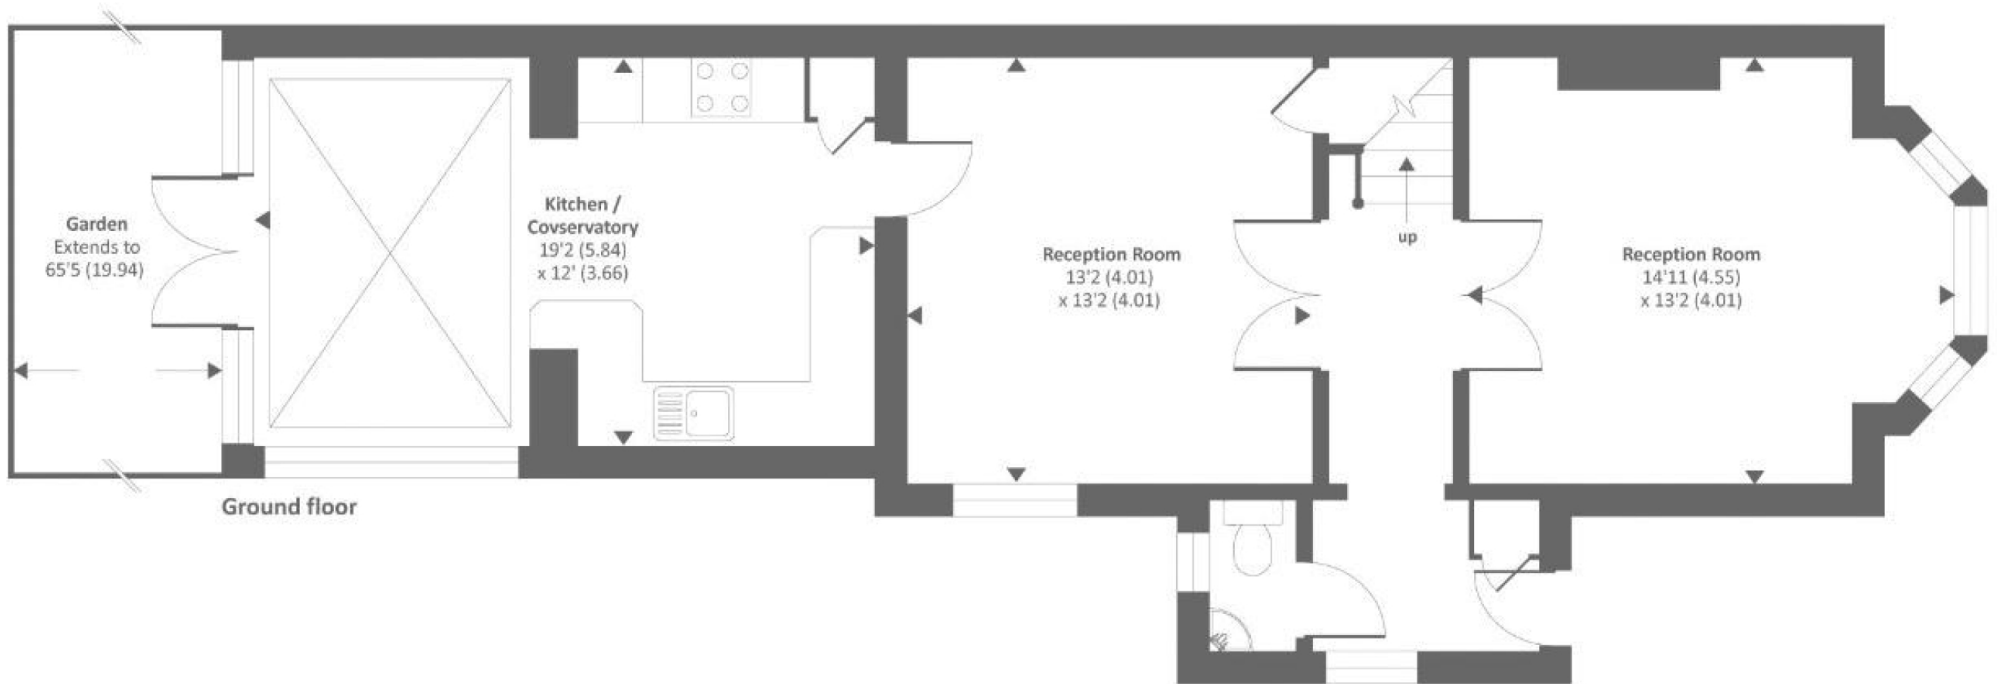 Garden
Extends to
65'5 (19.94)
Kitchen /
Covservatory
19'2 (5.84)
x 12' (3.66)
Reception Room
13'2 (4.01)
x 13'2 (4.01)
up
Reception Room
14'11 (4.55)
x 13'2 (4.01)
Ground floor